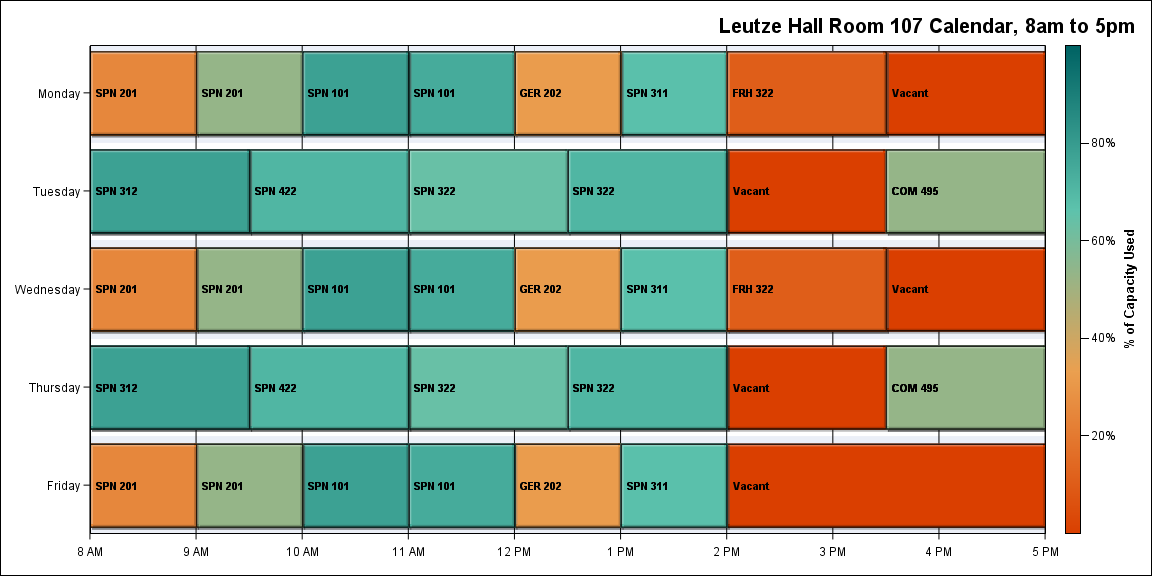 Leutze Hall Room 107 Calendar, 8am to 5pm
Monday
SPN 201
SPN 201
SPN 101
SPN 101
GER 202
SPN 311
FRH 322
Vacant
Tuesday
SPN 312
SPN 422
SPN 322
SPN 322
Vacant
COM 495
Wednesday
SPN 201
SPN 201
SPN 101
SPN 101
GER 202
SPN 311
FRH 322
Vacant
Thursday
SPN 312
SPN 422
SPN 322
SPN 322
Vacant
COM 495
Friday
SPN 201
SPN 201
SPN 101
SPN 101
GER 202
SPN 311
Vacant
8 AM
9 AM
10 AM
11 AM
12 PM
1 PM
2 PM
3 PM
4 PM
5 PM
80%
60%
40%
20%
% of Capacity Used